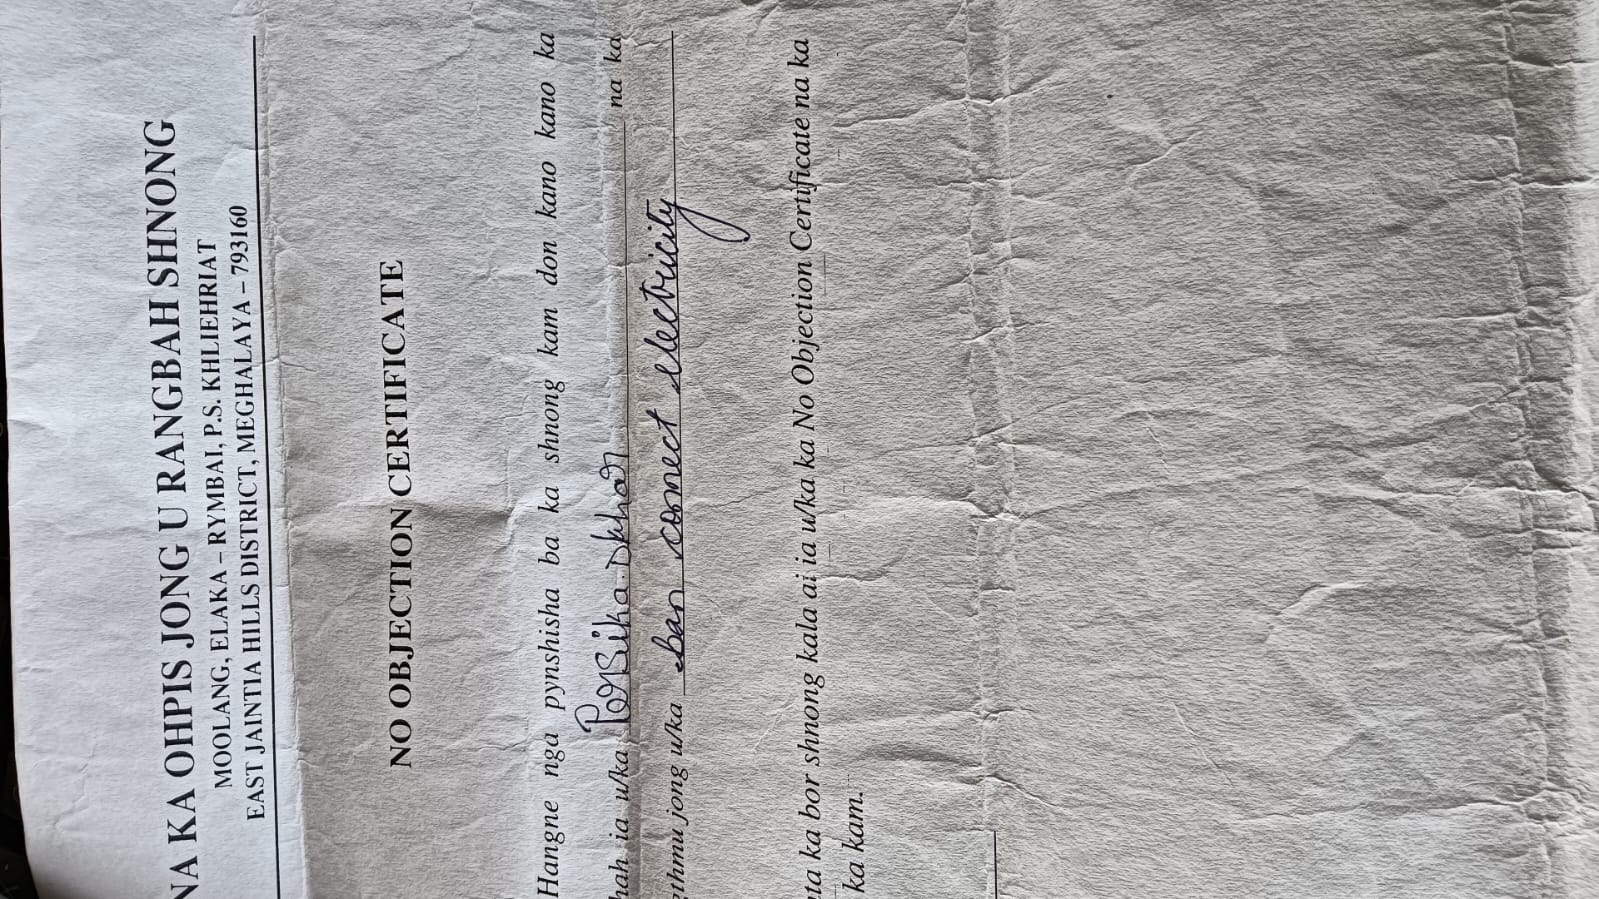 NA KA OHPIS JONG U RANGBAH SHNONG
MOOLANG, ELAKA – RYMBAI, P.S. KHLIEHRIAT
EAST JAINTIA HILLS DISTRICT, MEGHALAYA – 793160
NO OBJECTION CERTIFICATE
Hangne nga pynshisha ba ka shnong kam don kano kano ka
hah ia u/ka Porsika Dkhar na ka
thmu jong u/ka ban connect electricity
ta ka bor shnong kala ai ia u/ka ka No Objection Certificate na ka
ka kam.